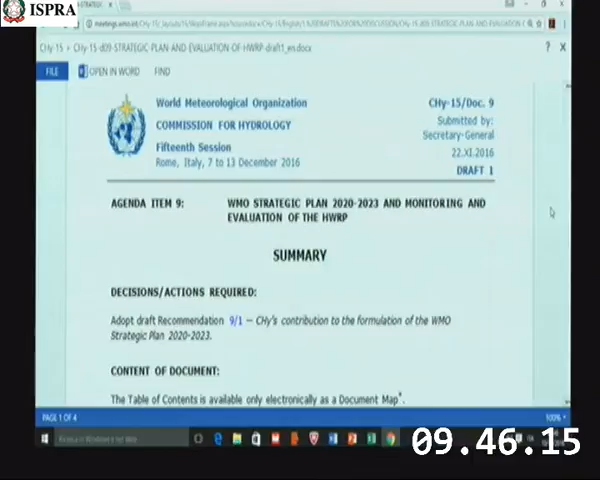 ISPRA
CHy-15 › CHy-15-d09-STRATEGIC-PLAN AND EVALUATION OF HWRP-draft1_en.docx
? X
FILE OPEN IN WORD FIND
World Meteorological Organization
COMMISSION FOR HYDROLOGY
Fifteenth Session
Rome, Italy, 7 to 13 December 2016
CHy-15/Doc. 9
Submitted by:
Secretary-General
22.XI.2016
DRAFT 1
AGENDA ITEM 9: WMO STRATEGIC PLAN 2020-2023 AND MONITORING AND
EVALUATION OF THE HWRP
SUMMARY
DECISIONS/ACTIONS REQUIRED:
Adopt draft Recommendation 9/1 — CHy's contribution to the formulation of the WMO
Strategic Plan 2020-2023.
CONTENT OF DOCUMENT:
The Table of Contents is available only electronically as a Document Map*.
PAGE 1 OF 4 100%
09.46.15